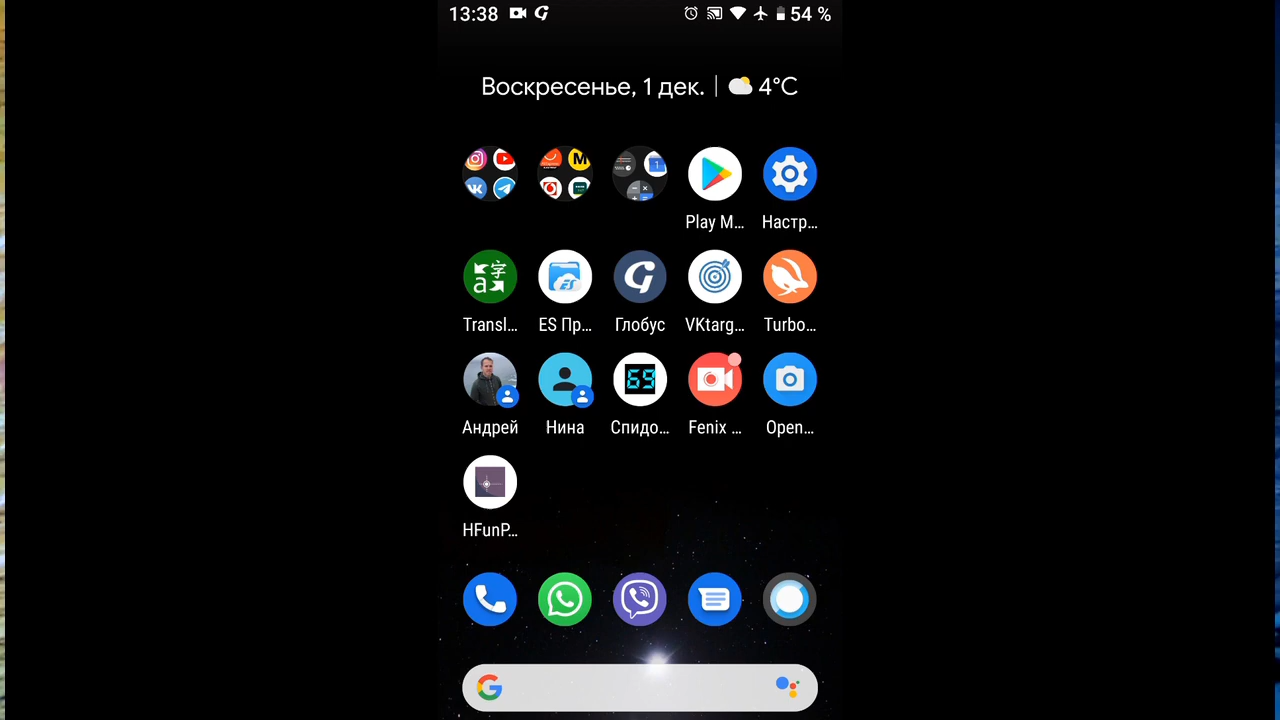 13:38 54 %
Воскресенье, 1 дек. 4°C
Play М... Настр...
Transl... ES Пр... Глобус VKtarg... Turbo...
69
Андрей Нина Спидо... Fenix ... Open...
HFunP...